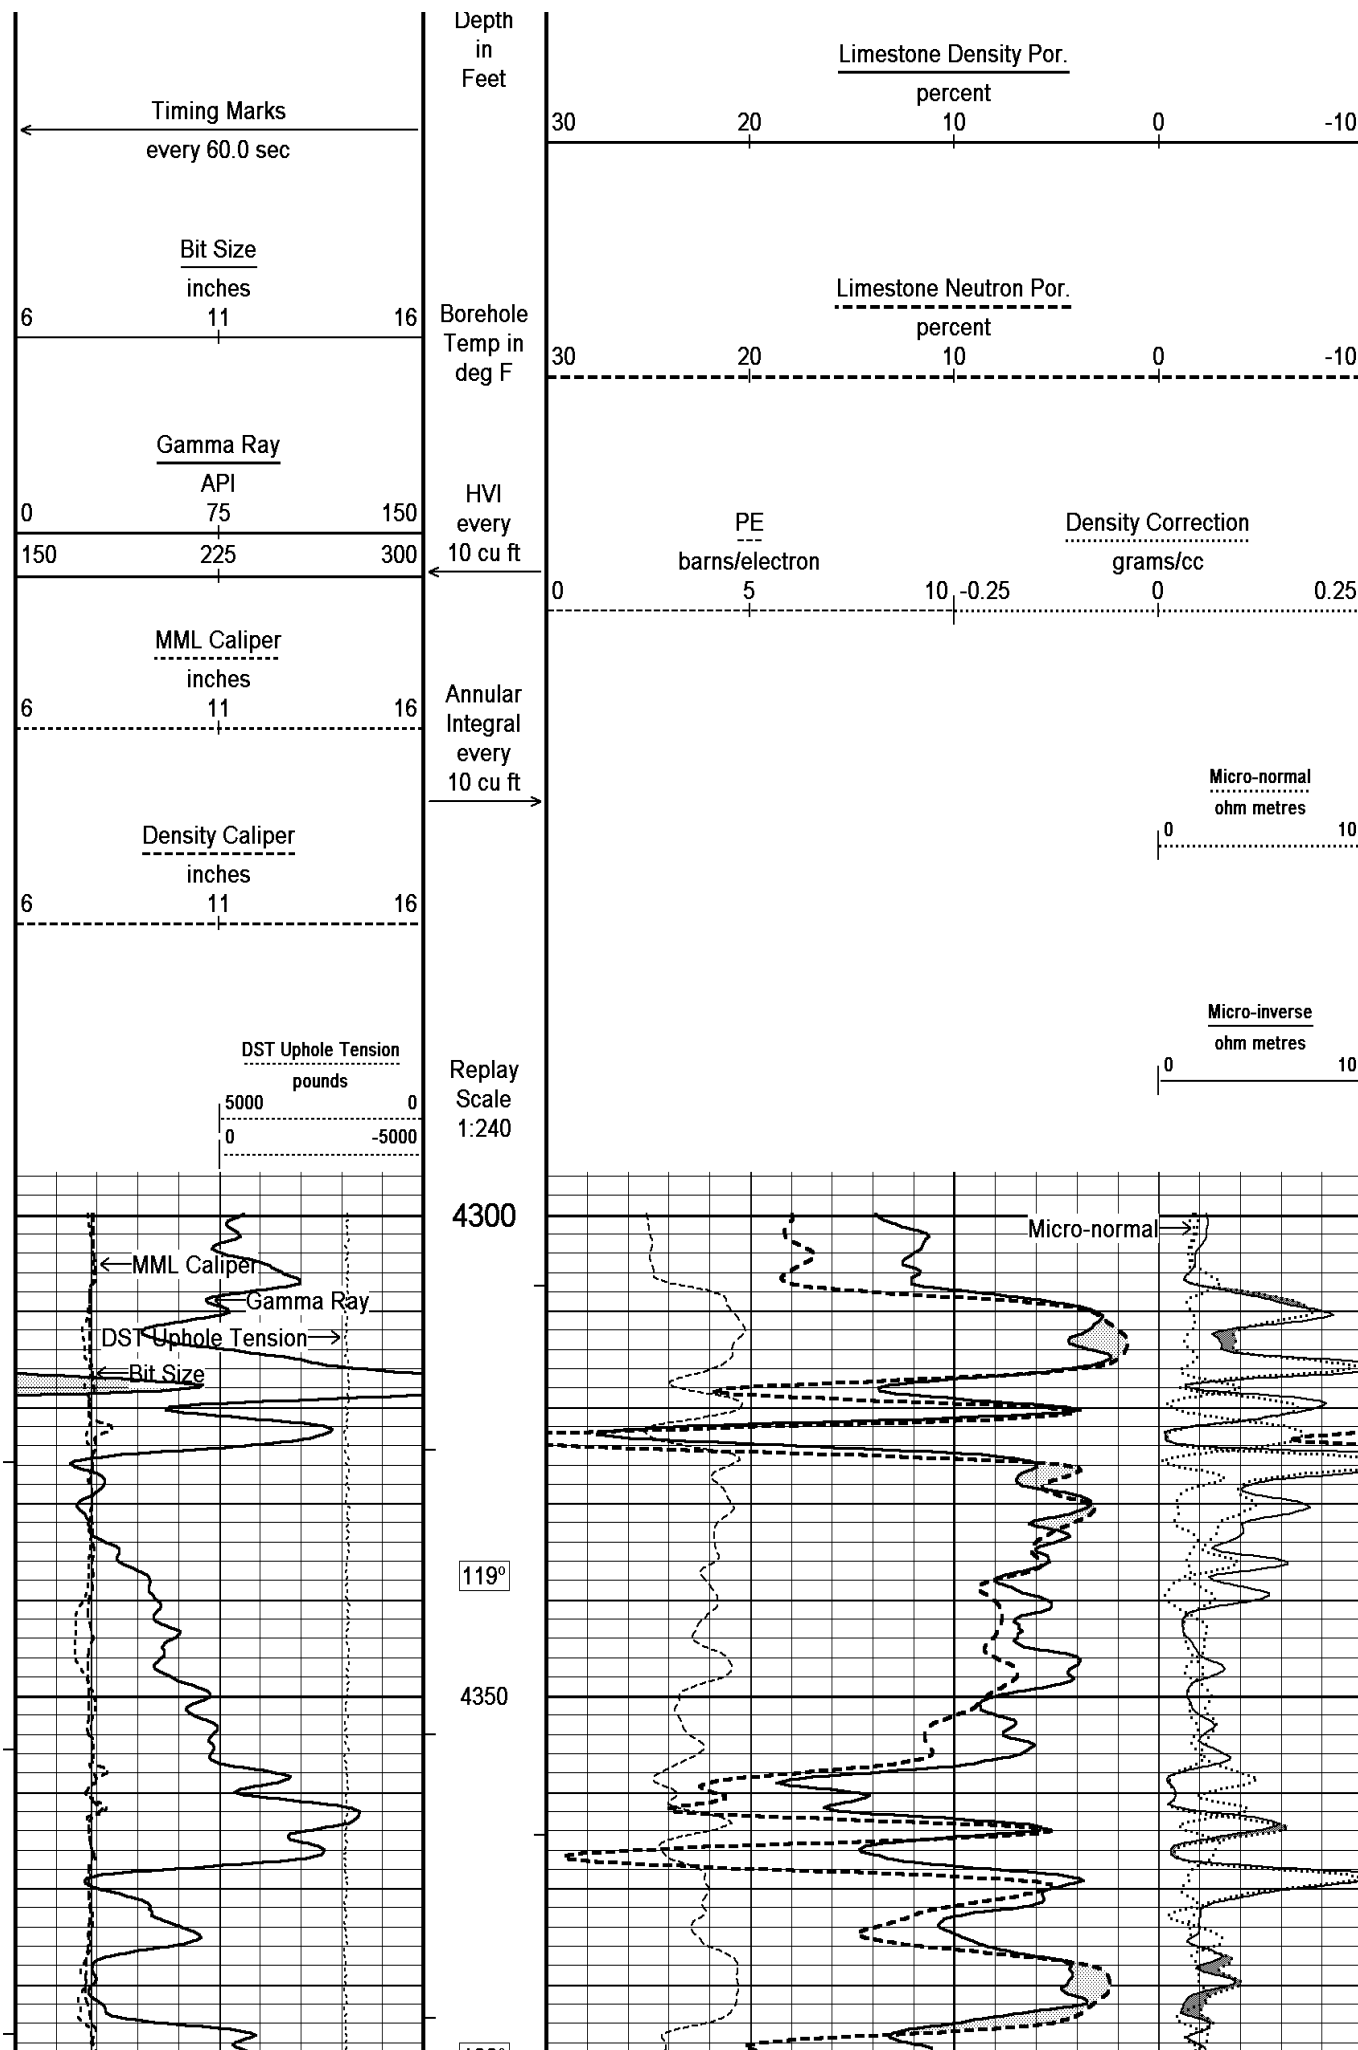 Depth
in
Feet
Timing Marks
every 60.0 sec
Bit Size
inches
6 11 16
Gamma Ray
API
0 75 150
150 225 300
MML Caliper
inches
6 11 16
Density Caliper
inches
6 11 16
DST Uphole Tension
pounds
5000 0
0 -5000
Borehole
Temp in
deg F
HVI
every
10 cu ft
Annular
Integral
every
10 cu ft
Replay
Scale
1:240
Limestone Density Por.
percent
30 20 10 0 -10
Limestone Neutron Por.
percent
30 20 10 0 -10
PE
barns/electron
0 5 10
Density Correction
grams/cc
-0.25 0 0.25
Micro-normal
ohm metres
0 10
Micro-inverse
ohm metres
0 10
4300
Micro-normal
MML Caliper
Gamma Ray
DST Uphole Tension
Bit Size
119º
4350